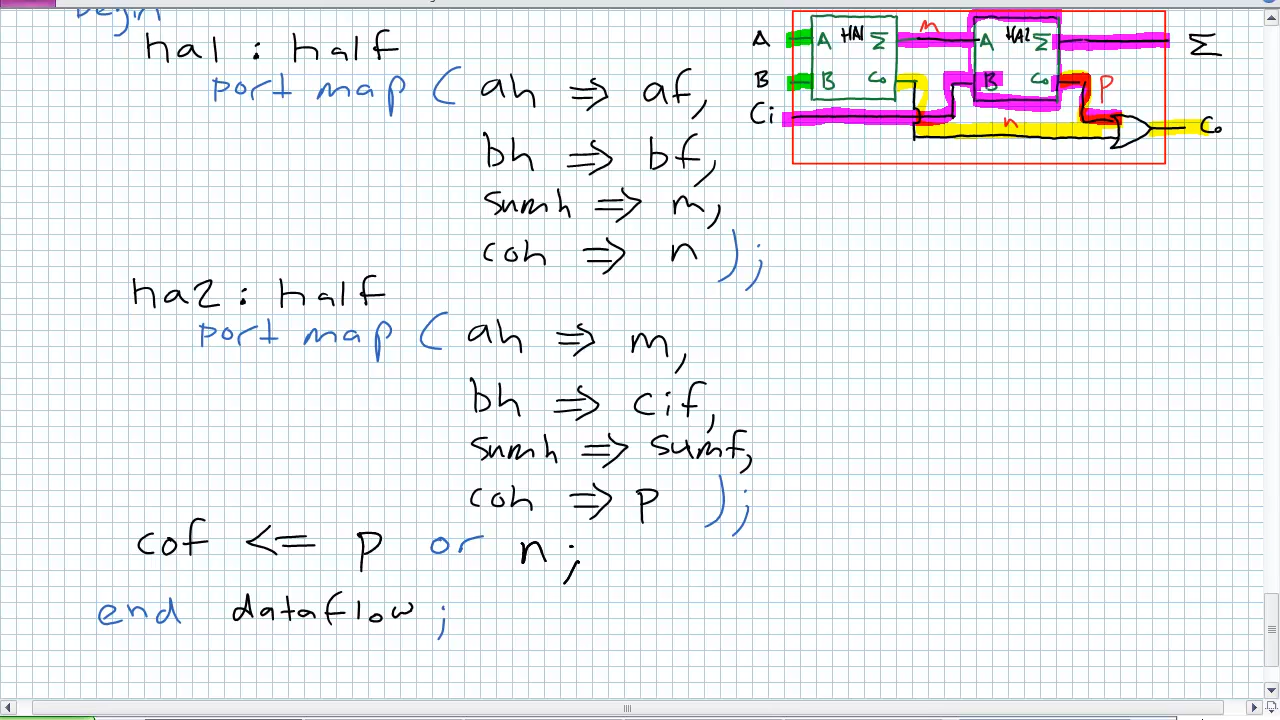 begin
ha1 : half
port map ( ah => af,
bh => bf,
sumh => m,
coh => n );
ha2 : half
port map ( ah => m,
bh => cif,
sumh => sumf,
coh => p );
cof <= p or n;
end dataflow;
A A HA1 Σ m A HA2 Σ Σ
B B Co B Co P
Ci n Co